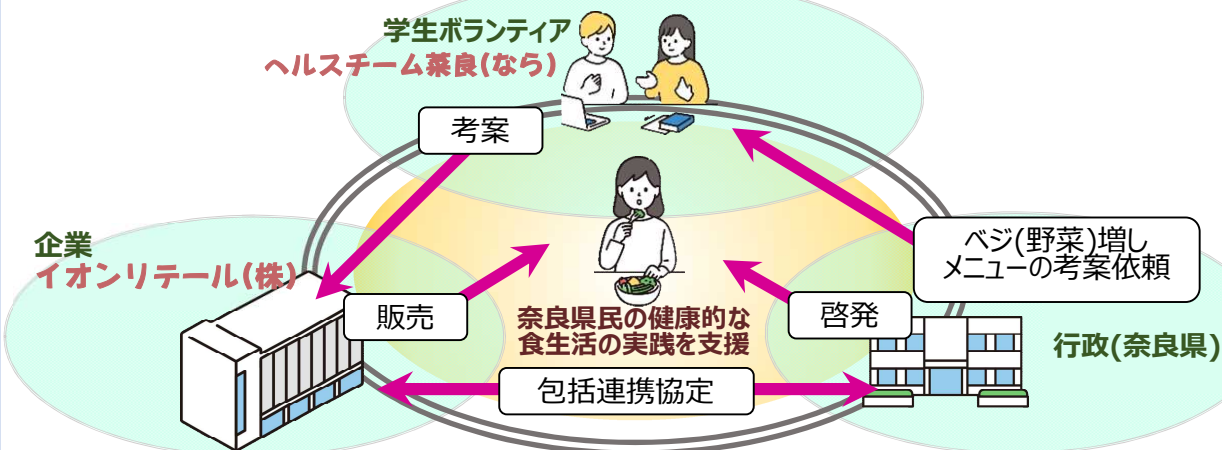 学生ボランティア
ヘルスチーム菜良(なら)
考案
ベジ(野菜)増し
メニューの考案依頼
企業
イオンリテール(株)
販売
啓発
奈良県民の健康的な
食生活の実践を支援
行政(奈良県)
包括連携協定